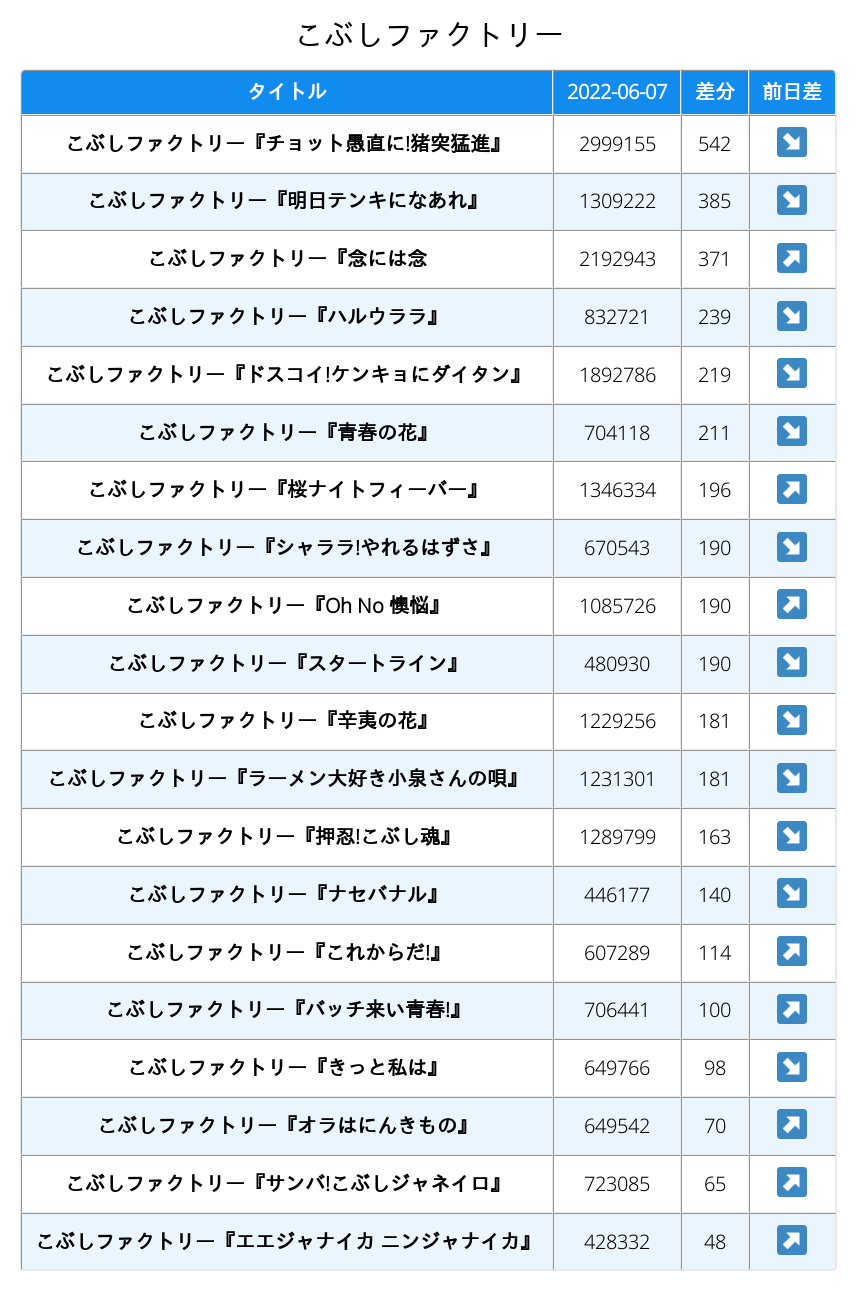 こぶしファクトリー
タイトル 2022-06-07 差分 前日差
こぶしファクトリー『チョット愚直に!猪突猛進』 2999155 542 ↘
こぶしファクトリー『明日テンキになあれ』 1309222 385 ↘
こぶしファクトリー『念には念 2192943 371 ↗
こぶしファクトリー『ハルウララ』 832721 239 ↘
こぶしファクトリー『ドスコイ!ケンキョにダイタン』 1892786 219 ↘
こぶしファクトリー『青春の花』 704118 211 ↘
こぶしファクトリー『桜ナイトフィーバー』 1346334 196 ↗
こぶしファクトリー『シャララ!やれるはずさ』 670543 190 ↘
こぶしファクトリー『Oh No 懊悩』 1085726 190 ↗
こぶしファクトリー『スタートライン』 480930 190 ↘
こぶしファクトリー『辛夷の花』 1229256 181 ↘
こぶしファクトリー『ラーメン大好き小泉さんの唄』 1231301 181 ↘
こぶしファクトリー『押忍!こぶし魂』 1289799 163 ↘
こぶしファクトリー『ナセバナル』 446177 140 ↘
こぶしファクトリー『これからだ!』 607289 114 ↗
こぶしファクトリー『バッチ来い青春!』 706441 100 ↗
こぶしファクトリー『きっと私は』 649766 98 ↘
こぶしファクトリー『オラはにんきもの』 649542 70 ↗
こぶしファクトリー『サンバ!こぶしジャネイロ』 723085 65 ↗
こぶしファクトリー『エエジャナイカ ニンジャナイカ』 428332 48 ↗